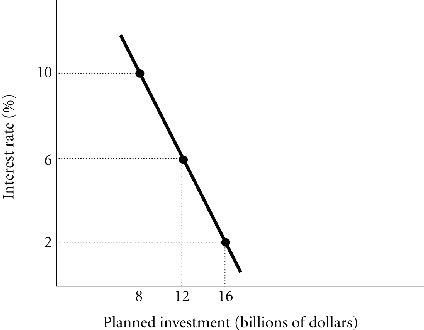 Interest rate (%)
10
6
2
8 12 16
Planned investment (billions of dollars)